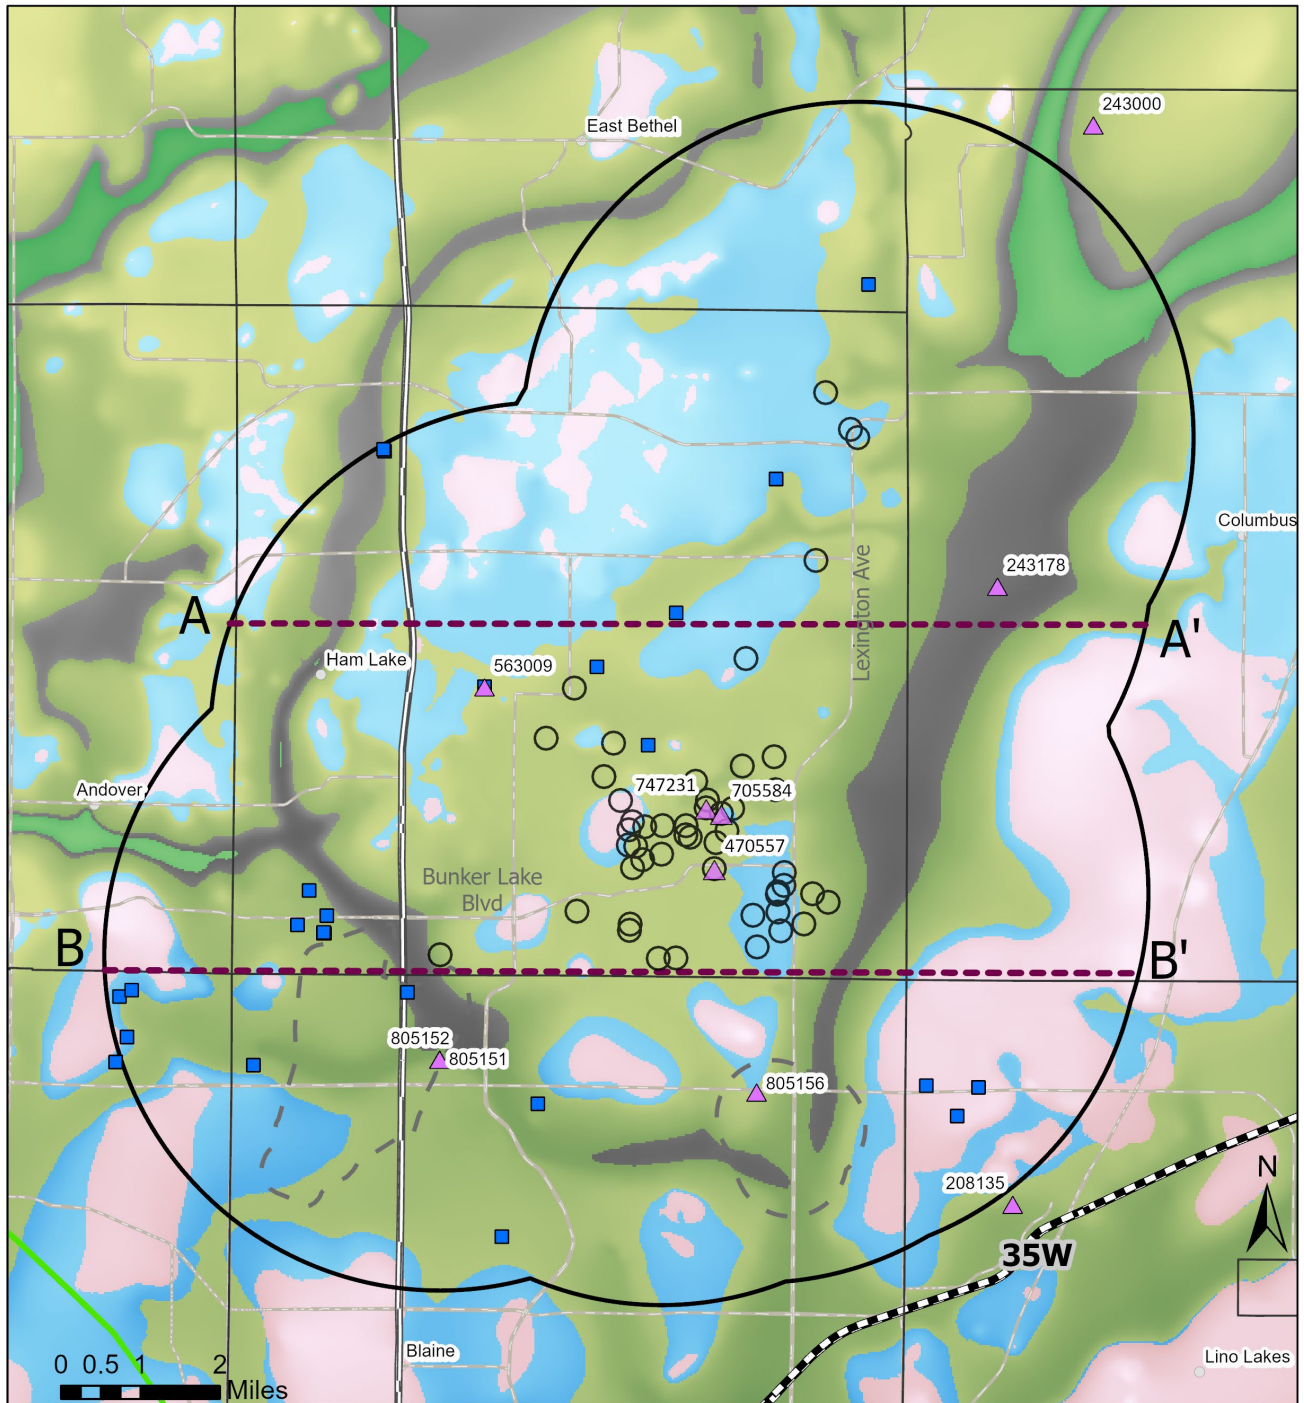 243000
East Bethel
Columbus
Lexington Ave
243178
A
A'
Ham Lake
563009
Andover
747231
705584
470557
Bunker Lake
Blvd
B
B'
805152
805151
805156
208135
N
35W
Blaine
Lino Lakes
0 0.5 1 2
Miles